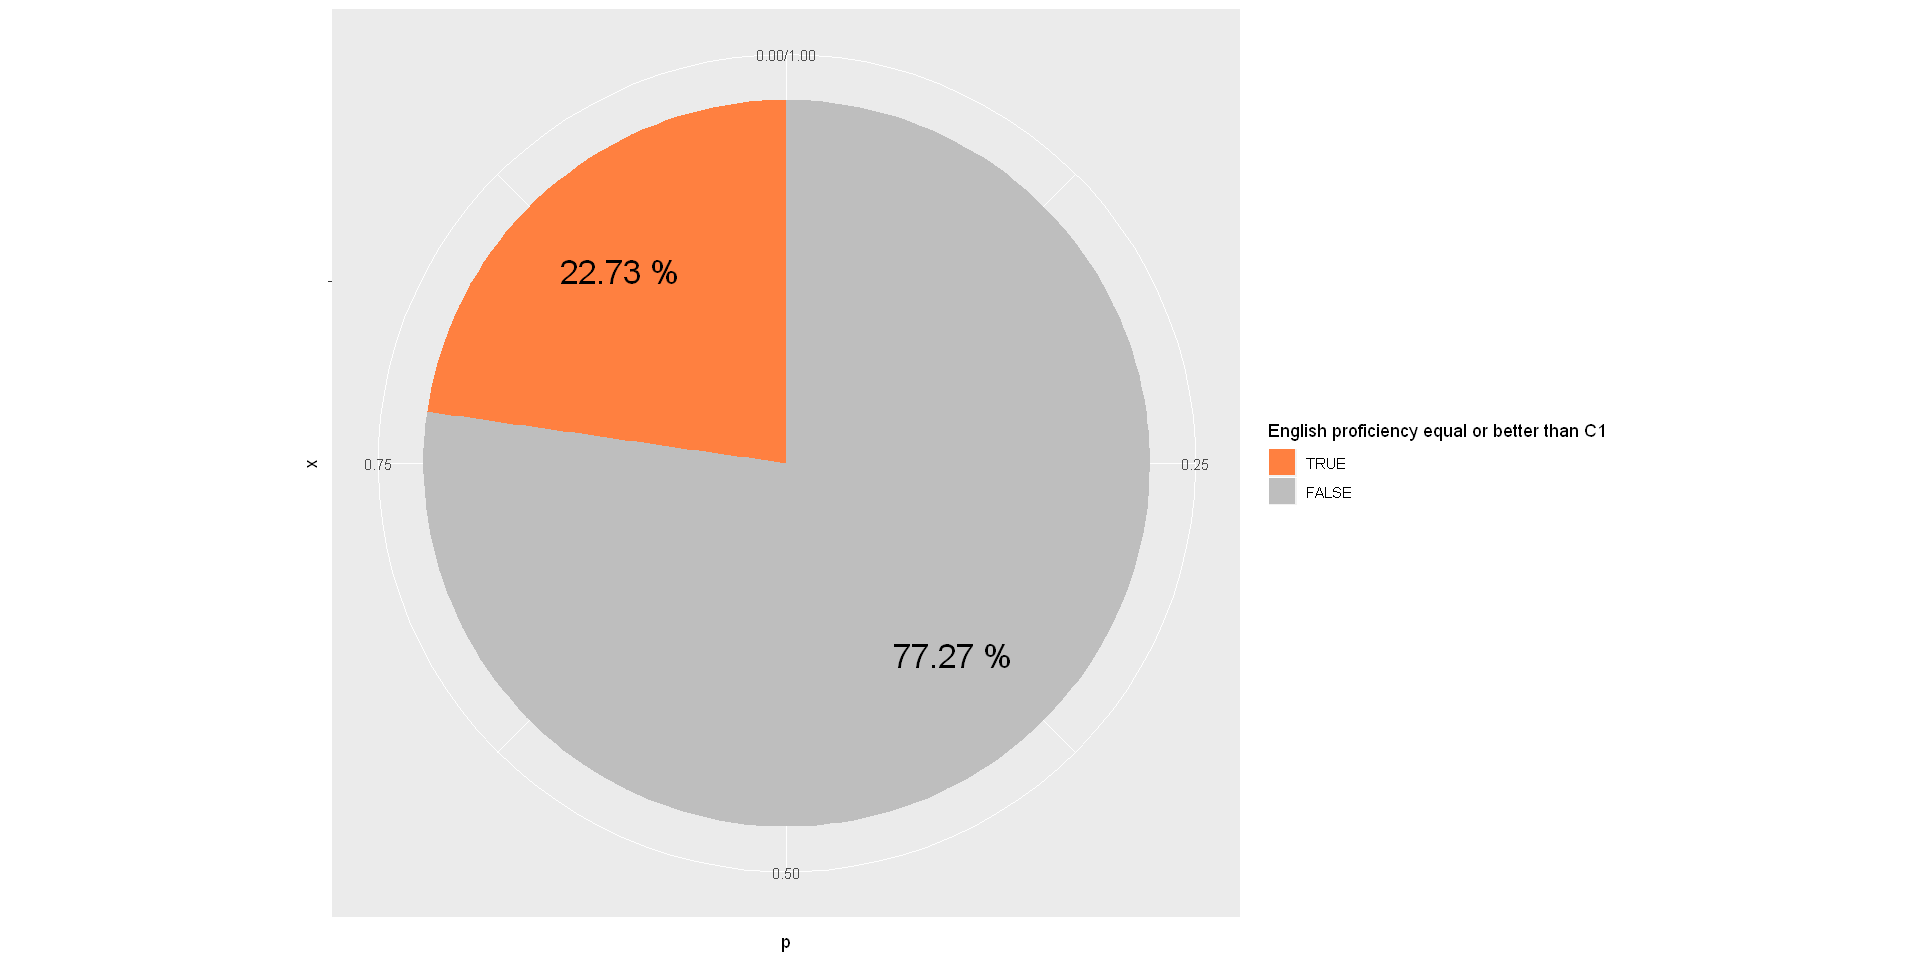 0.00/1.00
22.73 %
English proficiency equal or better than C1
TRUE
x
0.75
0.25
FALSE
77.27 %
0.50
p